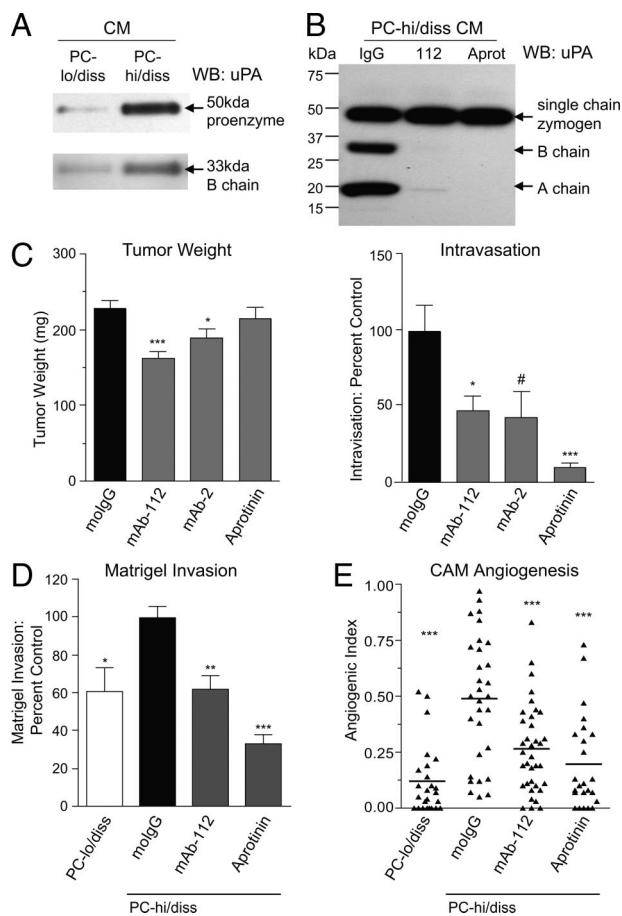 A
CM
PC-lo/diss
PC-hi/diss
WB: uPA
50kda proenzyme
33kda B chain
B
PC-hi/diss CM
kDa
IgG
112
Aprot
WB: uPA
75
50
37
25
20
15
single chain zymogen
B chain
A chain
C
Tumor Weight
Tumor Weight (mg)
300
200
100
0
***
*
moIgG
mAb-112
mAb-2
Aprotinin
Intravasation
Intravisation: Percent Control
150
100
50
0
*
#
***
moIgG
mAb-112
mAb-2
Aprotinin
D
Matrigel Invasion
Matrigel Invasion: Percent Control
120
100
80
60
40
20
0
*
**
***
PC-lo/diss
moIgG
mAb-112
Aprotinin
PC-hi/diss
E
CAM Angiogenesis
Angiogenic Index
1.00
0.75
0.50
0.25
0.00
***
***
***
PC-lo/diss
moIgG
mAb-112
Aprotinin
PC-hi/diss